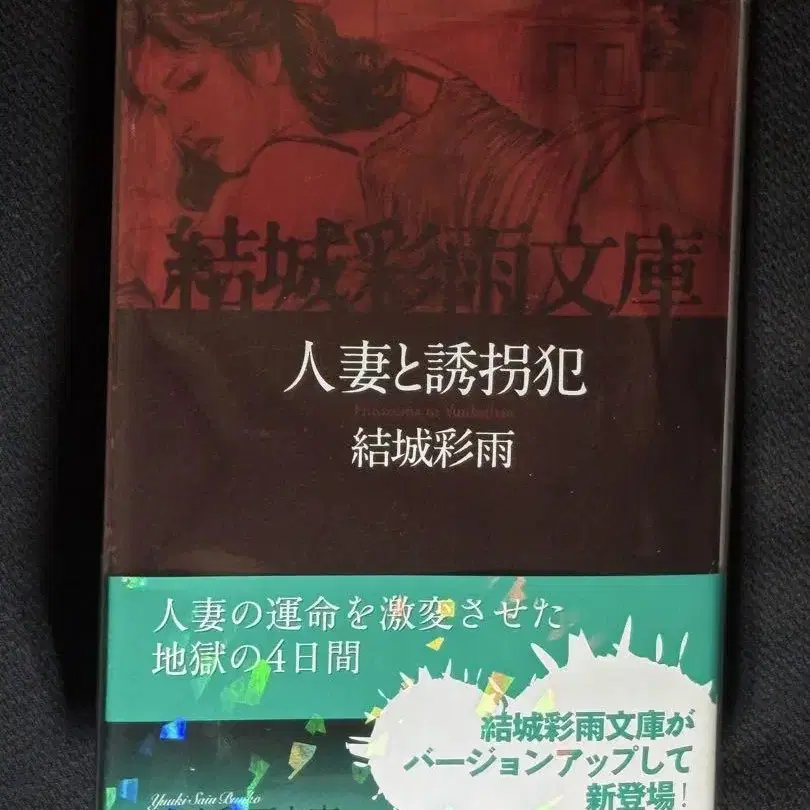 結城彩雨文庫
人妻と誘拐犯
結城彩雨
人妻の運命を激変させた
地獄の4日間
結城彩雨文庫が
バージョンアップして
新登場!
Yuuki Saiu Bunko